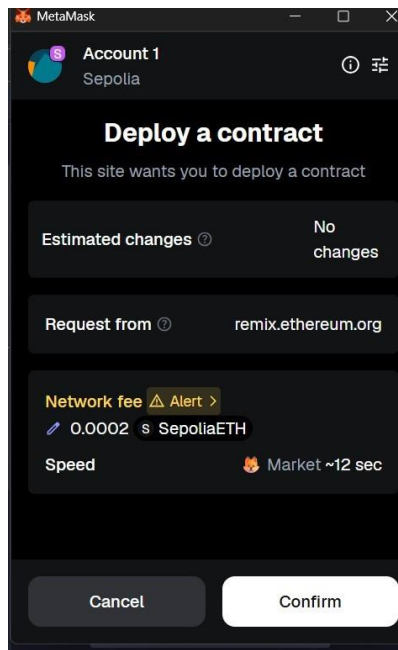 MetaMask
S
Account 1
Sepolia
Deploy a contract
This site wants you to deploy a contract
Estimated changes
No
changes
Request from
remix.ethereum.org
Network fee Alert >
0.0002 S SepoliaETH
Speed
Market ~12 sec
Cancel
Confirm